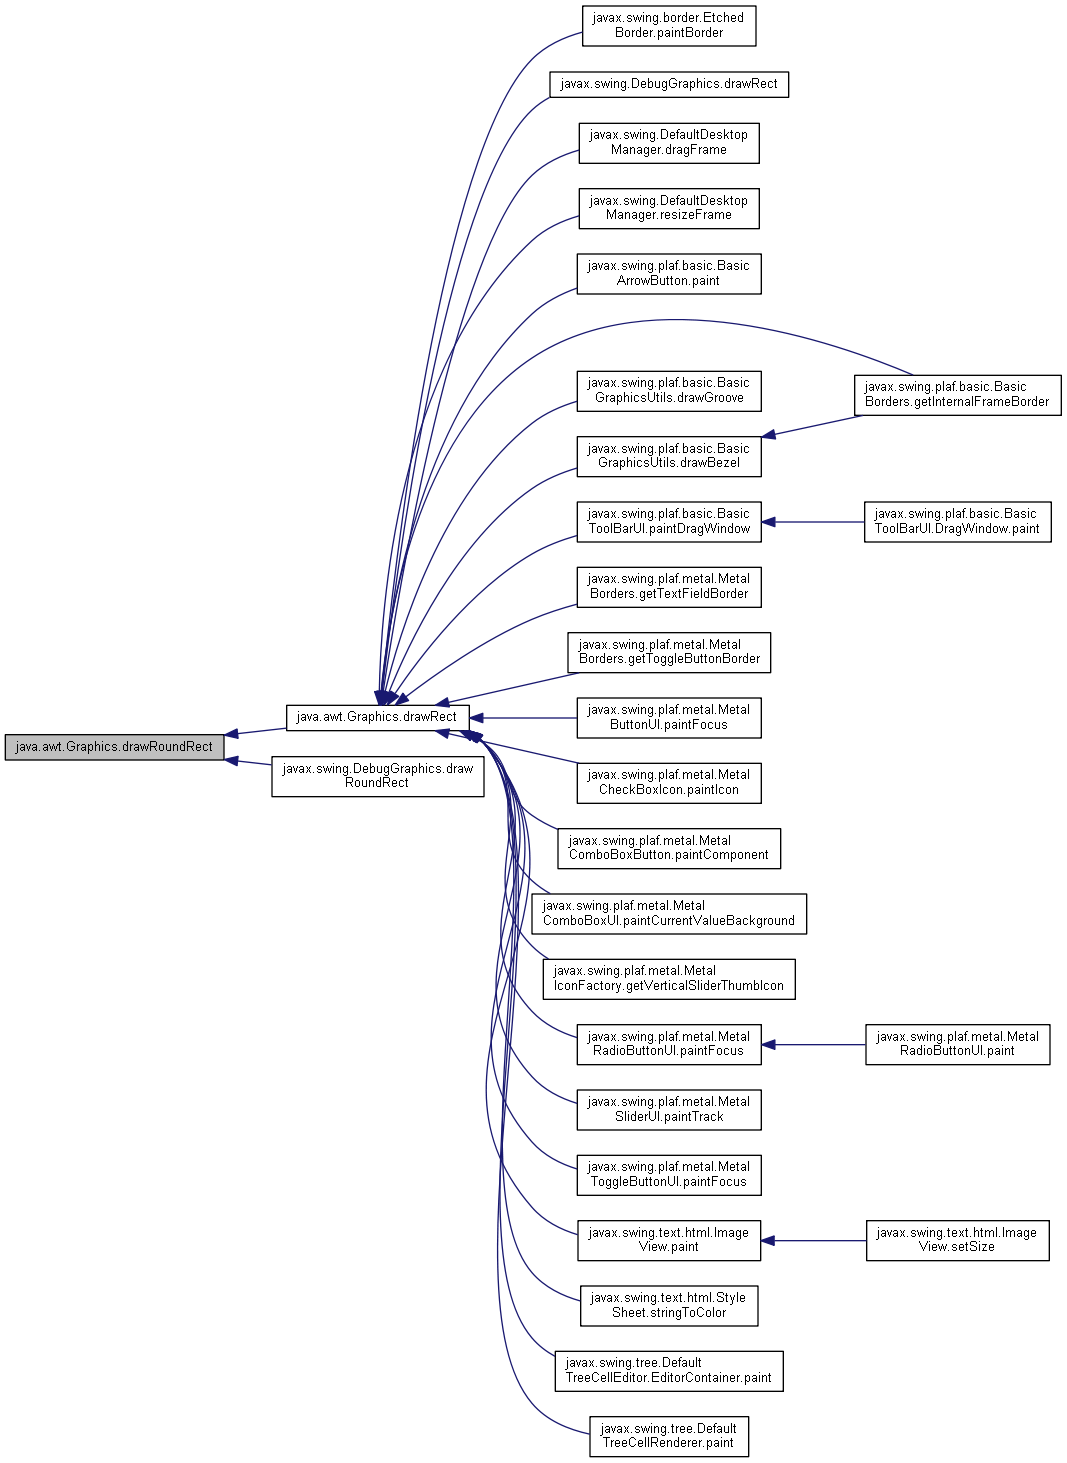 javax.swing.border.Etched
Border.paintBorder
javax.swing.DebugGraphics.drawRect
javax.swing.DefaultDesktop
Manager.dragFrame
javax.swing.DefaultDesktop
Manager.resizeFrame
javax.swing.plaf.basic.Basic
ArrowButton.paint
javax.swing.plaf.basic.Basic
GraphicsUtils.drawGroove
javax.swing.plaf.basic.Basic
Borders.getInternalFrameBorder
javax.swing.plaf.basic.Basic
GraphicsUtils.drawBezel
javax.swing.plaf.basic.Basic
ToolBarUI.paintDragWindow
javax.swing.plaf.basic.Basic
ToolBarUI.DragWindow.paint
javax.swing.plaf.metal.Metal
Borders.getTextFieldBorder
javax.swing.plaf.metal.Metal
Borders.getToggleButtonBorder
java.awt.Graphics.drawRect
javax.swing.plaf.metal.Metal
ButtonUI.paintFocus
java.awt.Graphics.drawRoundRect
javax.swing.DebugGraphics.draw
RoundRect
javax.swing.plaf.metal.Metal
CheckBoxIcon.paintIcon
javax.swing.plaf.metal.Metal
ComboBoxButton.paintComponent
javax.swing.plaf.metal.Metal
ComboBoxUI.paintCurrentValueBackground
javax.swing.plaf.metal.Metal
IconFactory.getVerticalSliderThumbIcon
javax.swing.plaf.metal.Metal
RadioButtonUI.paintFocus
javax.swing.plaf.metal.Metal
RadioButtonUI.paint
javax.swing.plaf.metal.Metal
SliderUI.paintTrack
javax.swing.plaf.metal.Metal
ToggleButtonUI.paintFocus
javax.swing.text.html.Image
View.paint
javax.swing.text.html.Image
View.setSize
javax.swing.text.html.Style
Sheet.stringToColor
javax.swing.tree.Default
TreeCellEditor.EditorContainer.paint
javax.swing.tree.Default
TreeCellRenderer.paint